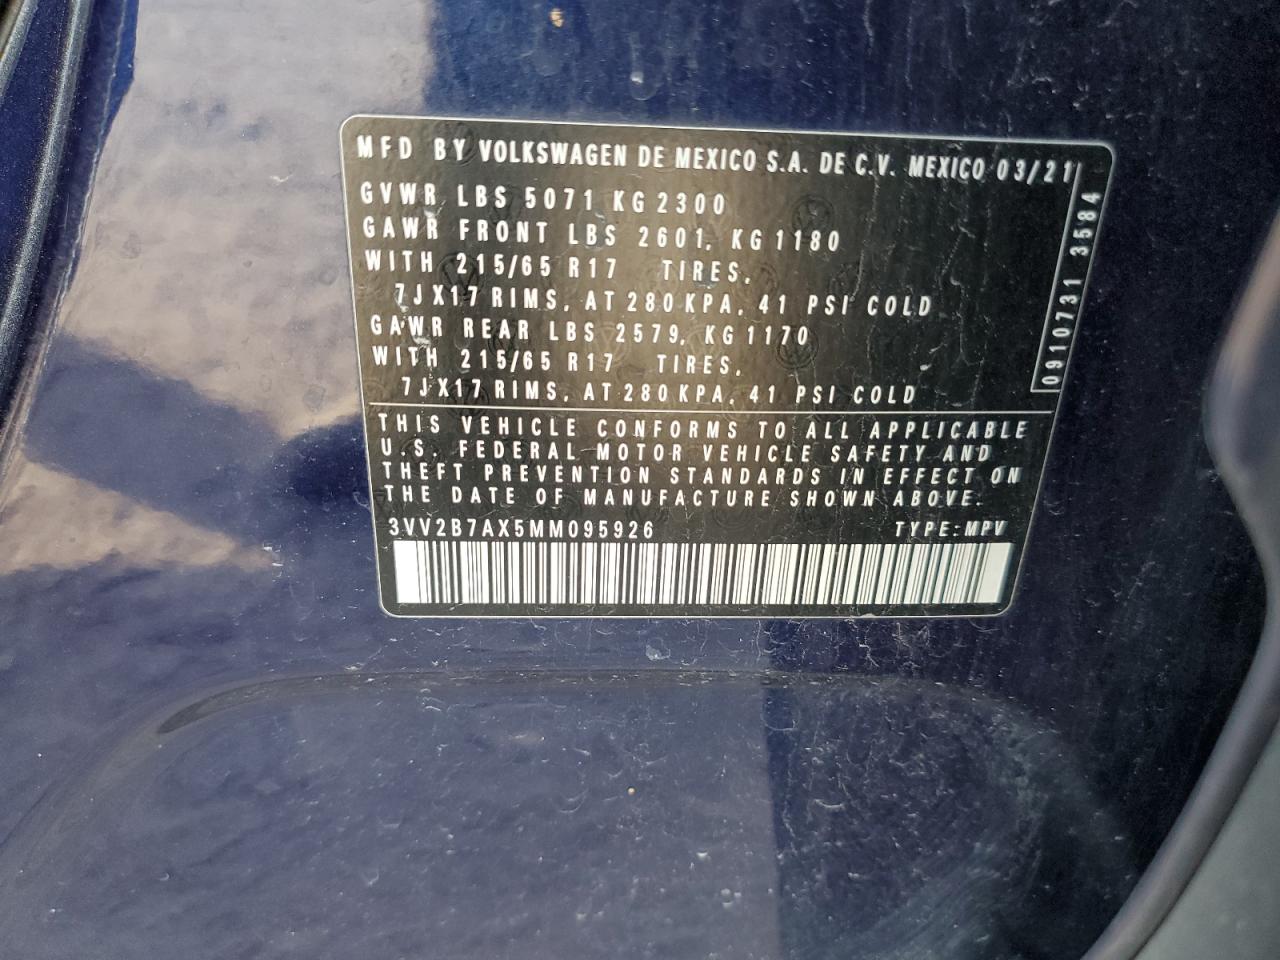 MFD BY VOLKSWAGEN DE MEXICO S.A. DE C.V. MEXICO 03/21
GVWR LBS 5071 KG 2300
GAWR FRONT LBS 2601, KG 1180
WITH 215/65 R17 TIRES,
7JX17 RIMS, AT 280 KPA, 41 PSI COLD
GAWR REAR LBS 2579, KG 1170
WITH 215/65 R17 TIRES,
7JX17 RIMS, AT 280 KPA, 41 PSI COLD
0910731 3584
THIS VEHICLE CONFORMS TO ALL APPLICABLE
U.S. FEDERAL MOTOR VEHICLE SAFETY AND
THEFT PREVENTION STANDARDS IN EFFECT ON
THE DATE OF MANUFACTURE SHOWN ABOVE.
3VV2B7AX5MM095926 TYPE: MPV